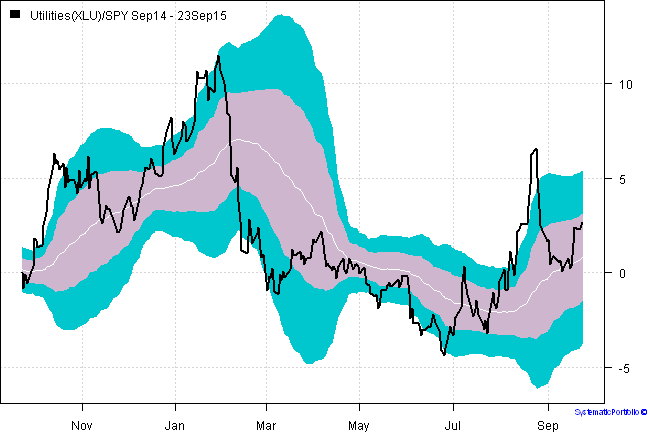 Utilities(XLU)/SPY Sep14 - 23Sep15
10
5
0
-5
Nov Jan Mar May Jul Sep
SystematicPortfolio ©